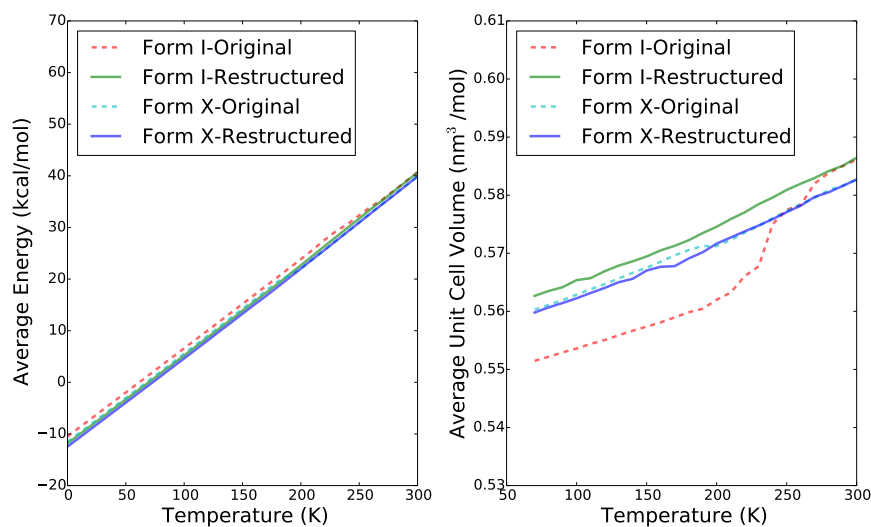 70
60
50
40
30
20
10
0
−10
−20
0
50
100
150
200
250
300
Temperature (K)
Average Energy (kcal/mol)
Form I-Original
Form I-Restructured
Form X-Original
Form X-Restructured
0.61
0.60
0.59
0.58
0.57
0.56
0.55
0.54
0.53
50
100
150
200
250
300
Temperature (K)
Average Unit Cell Volume (nm³ /mol)
Form I-Original
Form I-Restructured
Form X-Original
Form X-Restructured